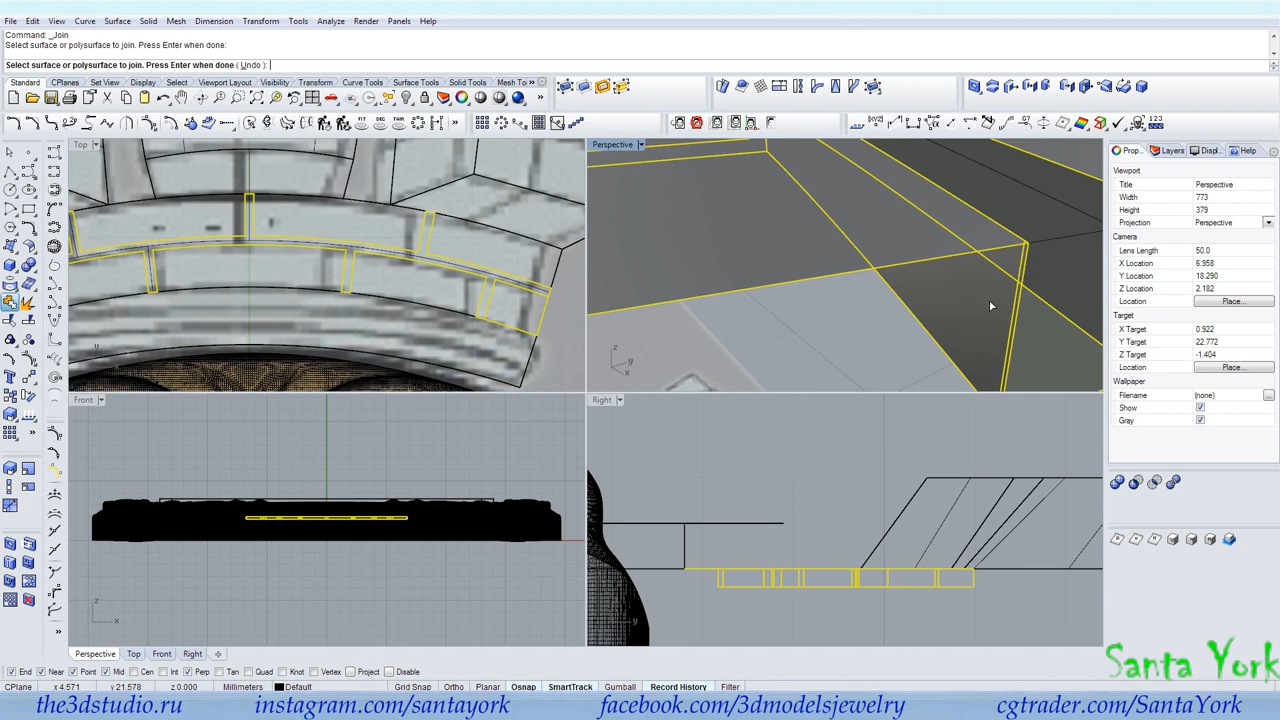 File Edit View Curve Surface Solid Mesh Dimension Transform Tools Analyze Render Panels Help
Command: _Join
Select surface or polysurface to join. Press Enter when done:
Select surface or polysurface to join. Press Enter when done ( Undo ):
Standard CPlanes Set View Display Select Viewport Layout Visibility Transform Curve Tools Surface Tools Solid Tools Mesh To
Top
Perspective
Prop... Layers Displ... Help
Viewport
Title Perspective
Width 773
Height 379
Projection Perspective
Camera
Lens Length 50.0
X Location 6.958
Y Location 18.290
Z Location 2.182
Location Place...
Target
X Target 0.922
Y Target 22.772
Z Target -1.404
Location Place...
Wallpaper
Filename (none) ...
Show
Gray
y
z
y
x
Front
Right
z
x
y
Perspective Top Front Right
End Near Point Mid Cen Int Perp Tan Quad Knot Vertex Project Disable
CPlane x 4.571 y 21.578 z 0.000 Millimeters Default Grid Snap Ortho Planar Osnap SmartTrack Gumball Record History Filter
Santa York
the3dstudio.ru instagram.com/santayork facebook.com/3dmodelsjewelry cgtrader.com/SantaYork